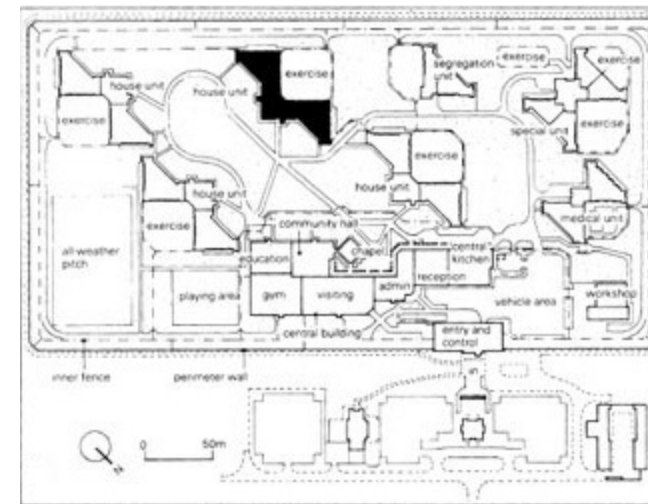 exercise
segregation
unit
exercise
exercise
house unit
house unit
exercise
special unit
exercise
exercise
house unit
house unit
exercise
community hall
medical unit
all-weather
pitch
education
chapel
central
kitchen
reception
playing area
gym
visiting
admin
vehicle area
workshop
central building
entry and
control
inner fence
perimeter wall
in
0 50m
N